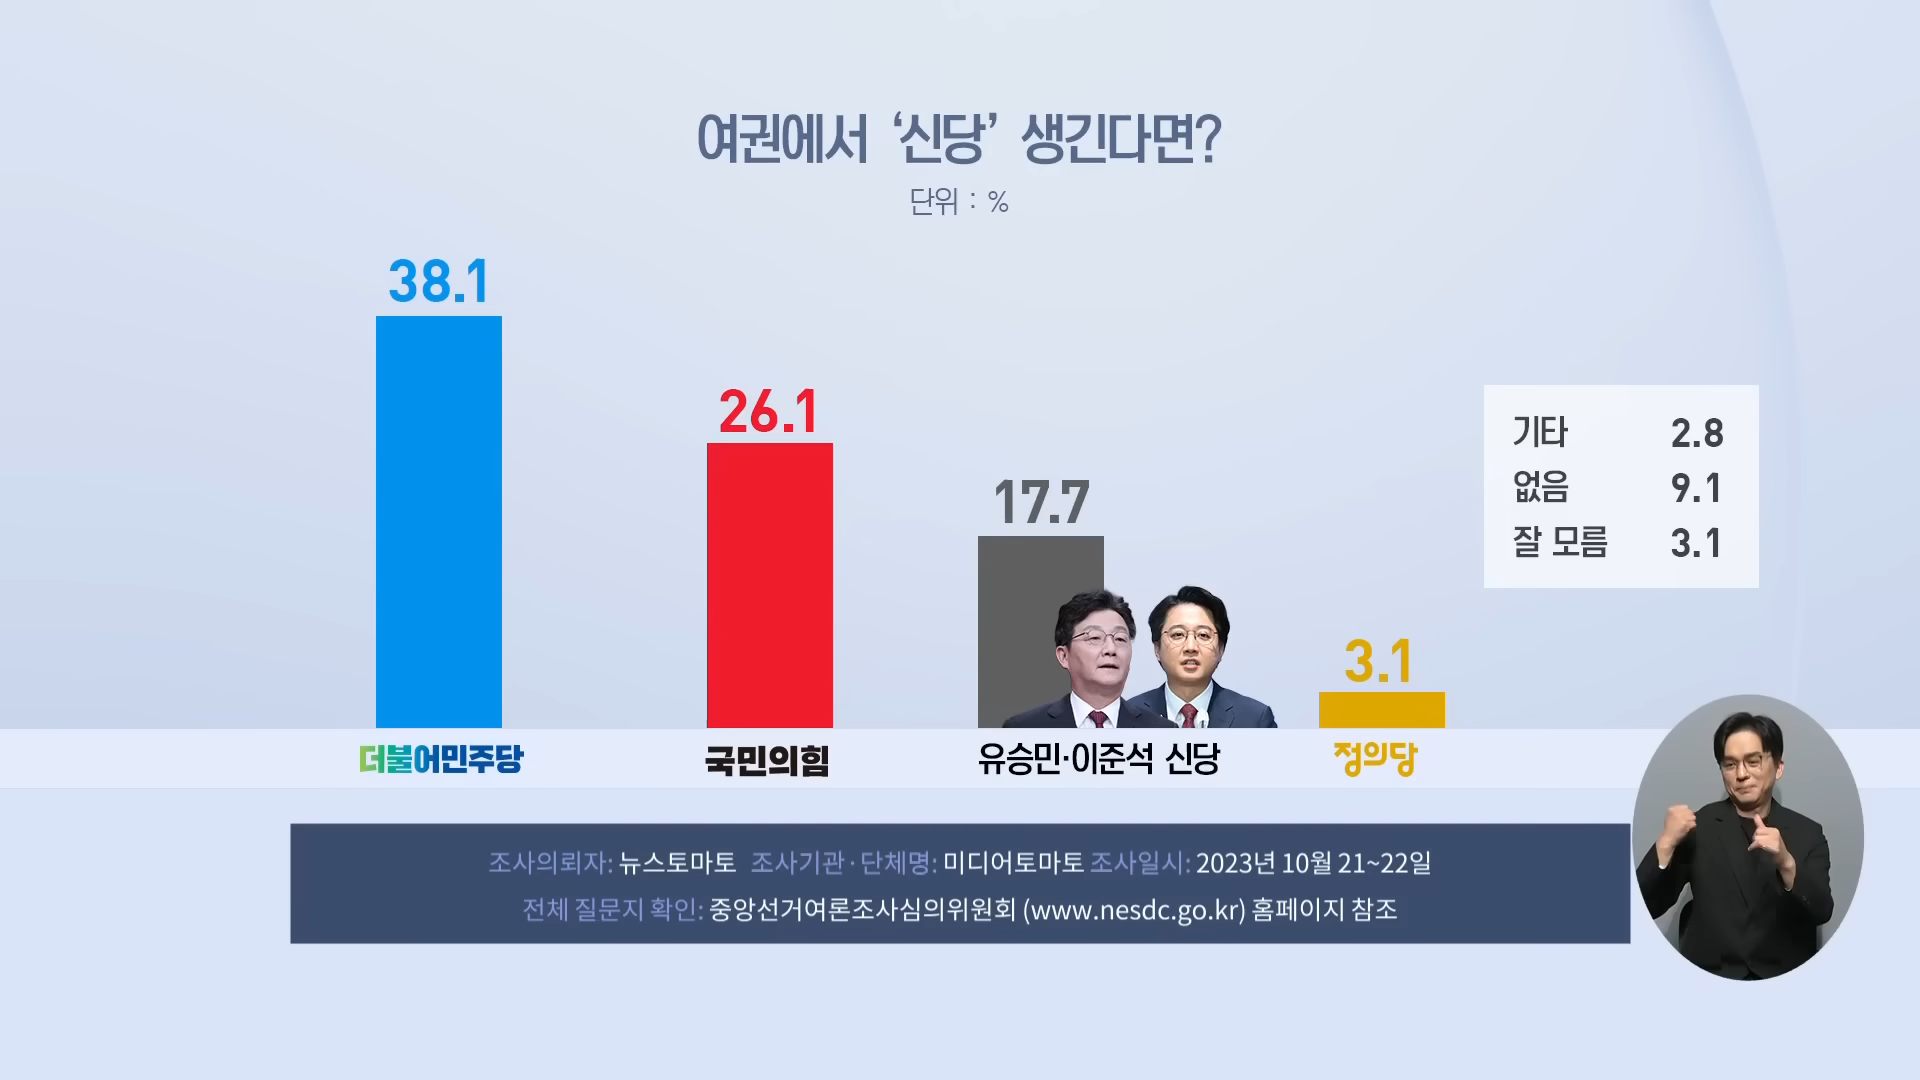 여권에서 ‘신당’ 생긴다면?
단위 : %
38.1
26.1
17.7
3.1
기타 2.8
없음 9.1
잘 모름 3.1
더불어민주당
국민의힘
유승민·이준석 신당
정의당
조사의뢰자: 뉴스토마토 조사기관·단체명: 미디어토마토 조사일시: 2023년 10월 21~22일
전체 질문지 확인: 중앙선거여론조사심의위원회 (www.nesdc.go.kr) 홈페이지 참조